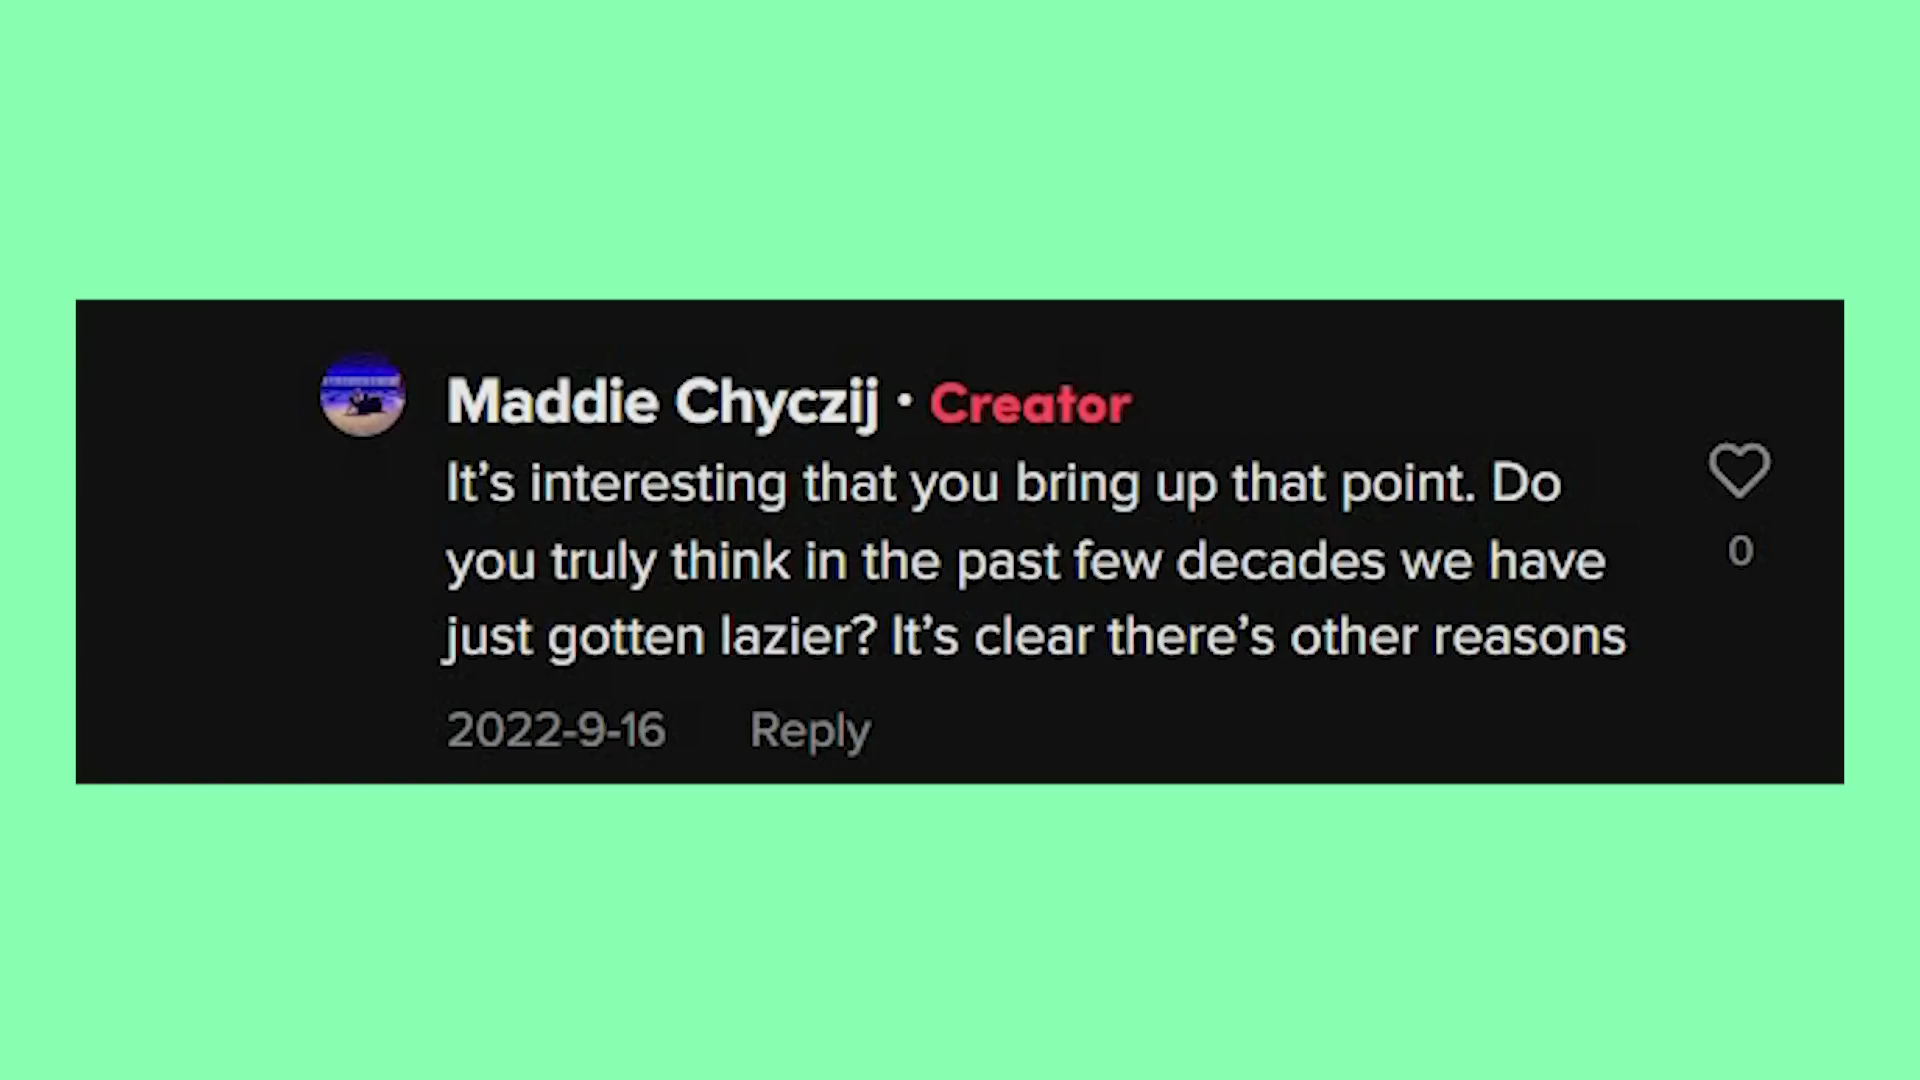 Maddie Chyczij · Creator
It’s interesting that you bring up that point. Do
you truly think in the past few decades we have
just gotten lazier? It’s clear there’s other reasons
0
2022-9-16 Reply